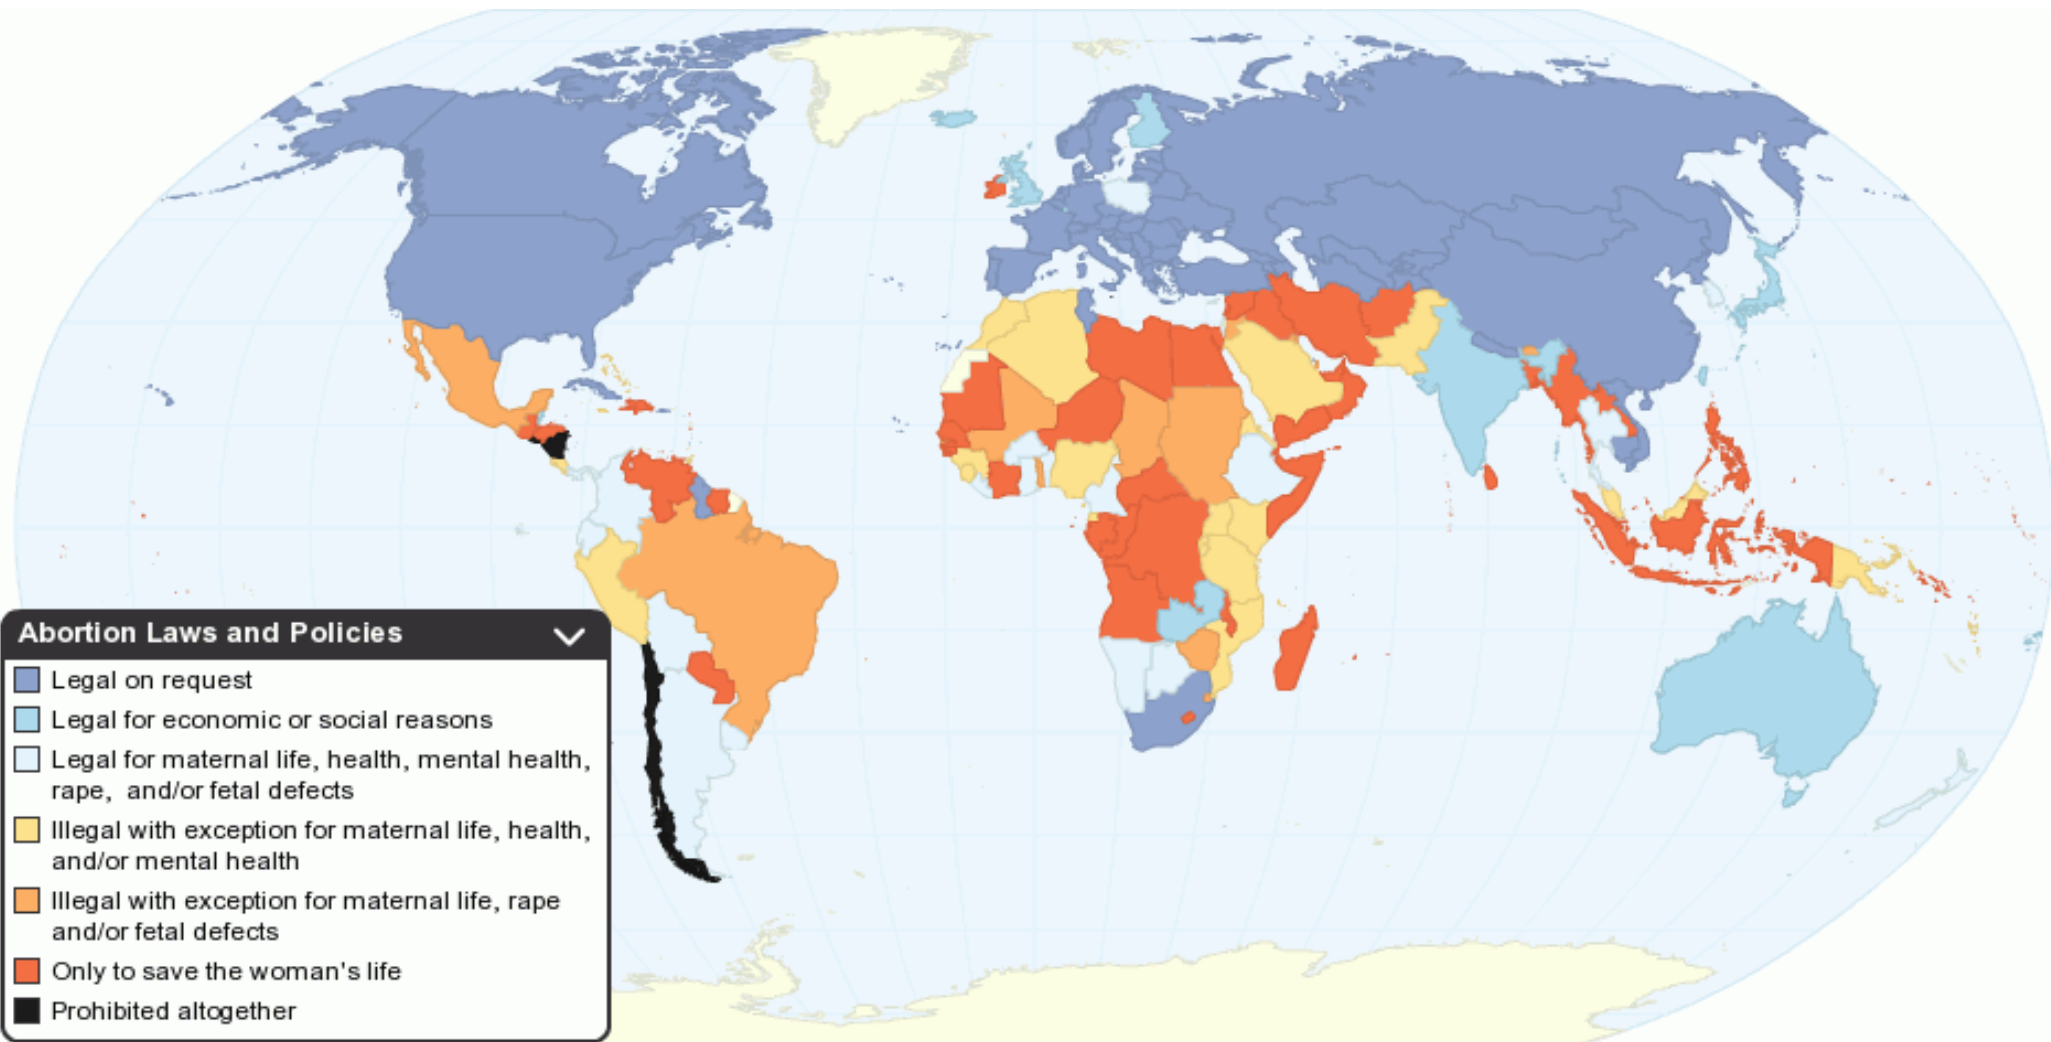 Abortion Laws and Policies
Legal on request
Legal for economic or social reasons
Legal for maternal life, health, mental health,
rape, and/or fetal defects
Illegal with exception for maternal life, health,
and/or mental health
Illegal with exception for maternal life, rape
and/or fetal defects
Only to save the woman's life
Prohibited altogether